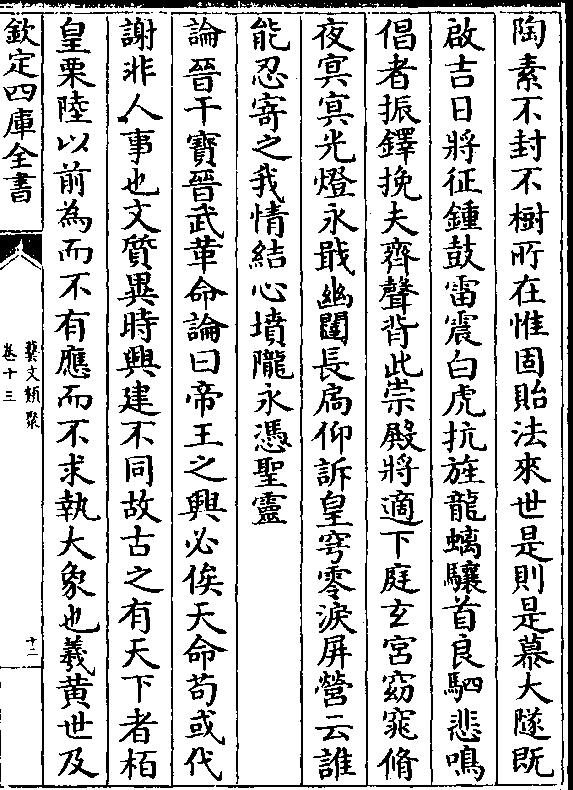 陶素不封不樹所在惟固貽法來世是則是慕大隧既
啟吉日將征鍾鼓雷震白虎抗旌龍螭驤首良駟悲鳴
倡者振鐸挽夫齊聲背此崇殿將適下庭玄宮窈窕脩
夜冥冥光燈永戢幽闥長扃仰訴皇穹零淚屏營云誰
能忍寄之我情結心墳隴永憑聖靈
論晉干寶晉武革命論曰帝王之興必俟天命苟或代
謝非人事也文質異時興建不同故古之有天下者栢
皇栗陸以前為而不有應而不求執大象也羲黄世及
欽定四庫全書
藝文類聚
卷十三
十二